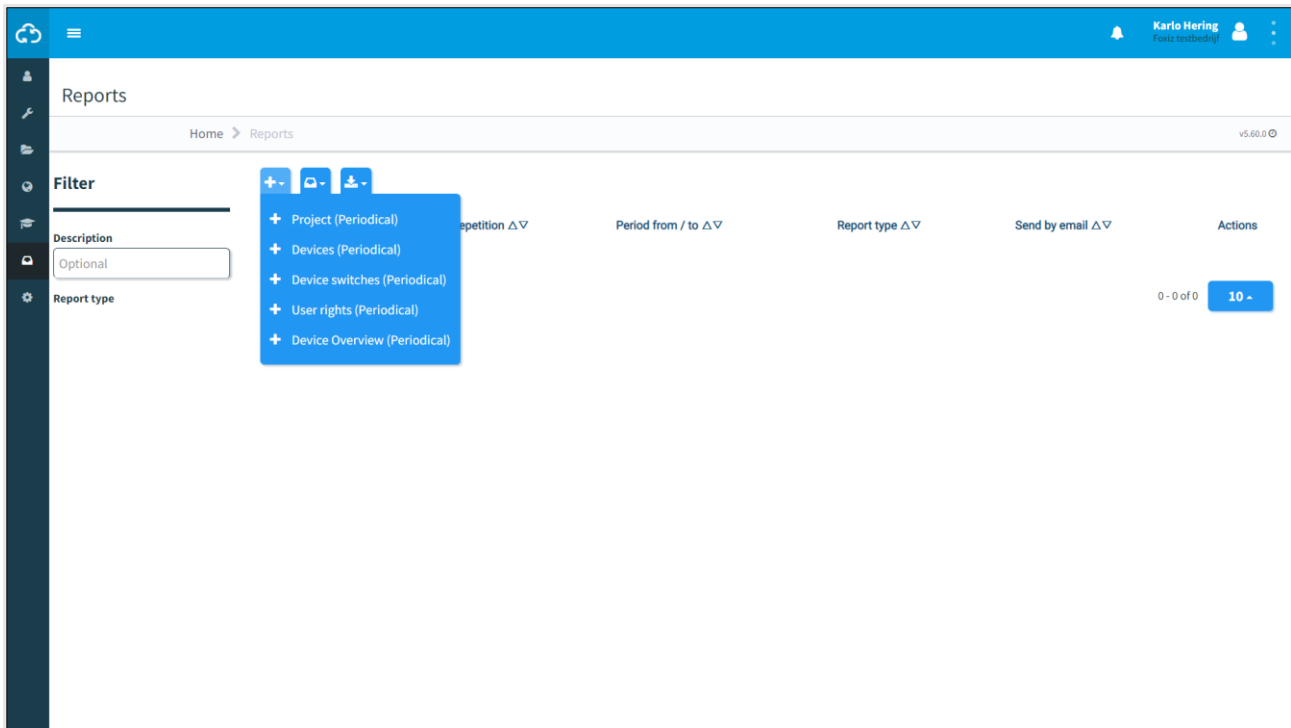 Karlo Hering
Foxiz testbedrijf
Reports
Home Reports
v5.60.0
Filter
Description
Optional
Report type
Project (Periodical)
Devices (Periodical)
Device switches (Periodical)
User rights (Periodical)
Device Overview (Periodical)
epetition Period from / to Report type Send by email Actions
0 - 0 of 0 10